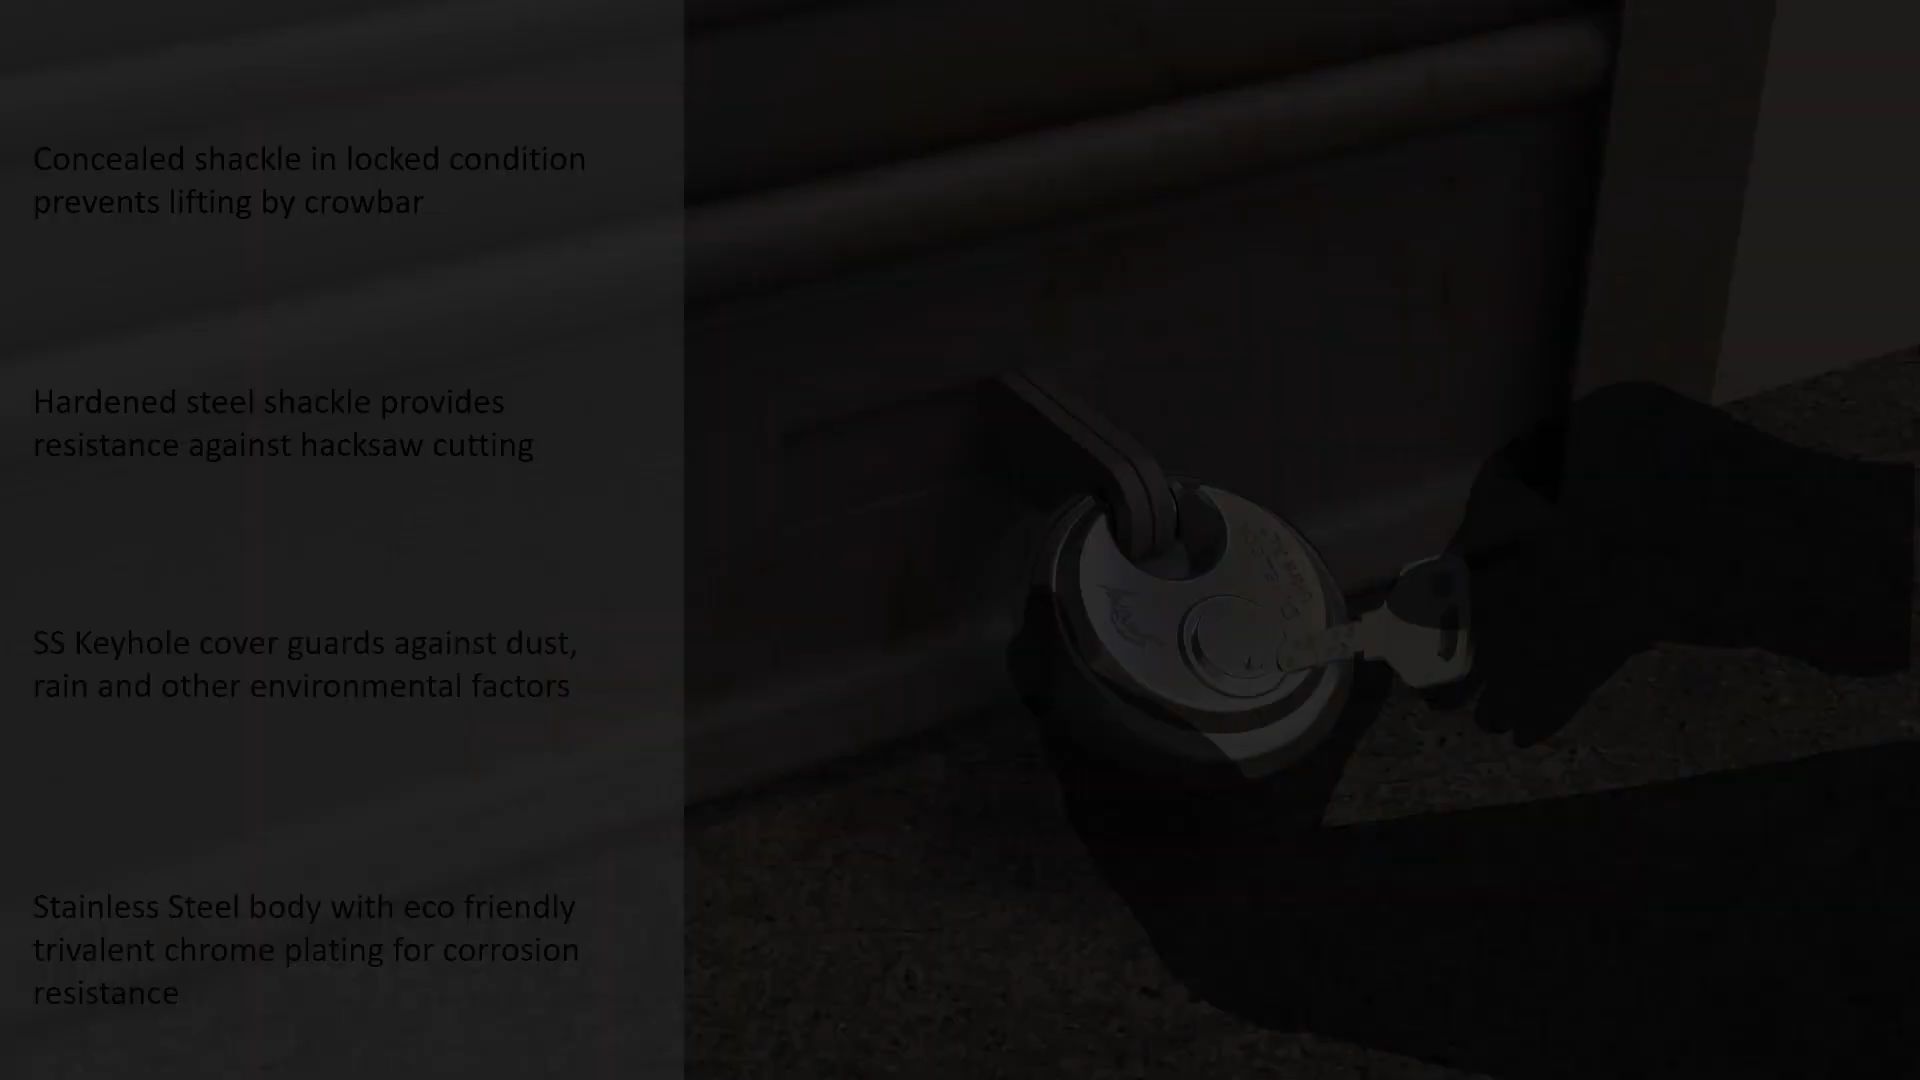 Concealed shackle in locked condition
prevents lifting by crowbar
Hardened steel shackle provides
resistance against hacksaw cutting
SS Keyhole cover guards against dust,
rain and other environmental factors
Stainless Steel body with eco friendly
trivalent chrome plating for corrosion
resistance